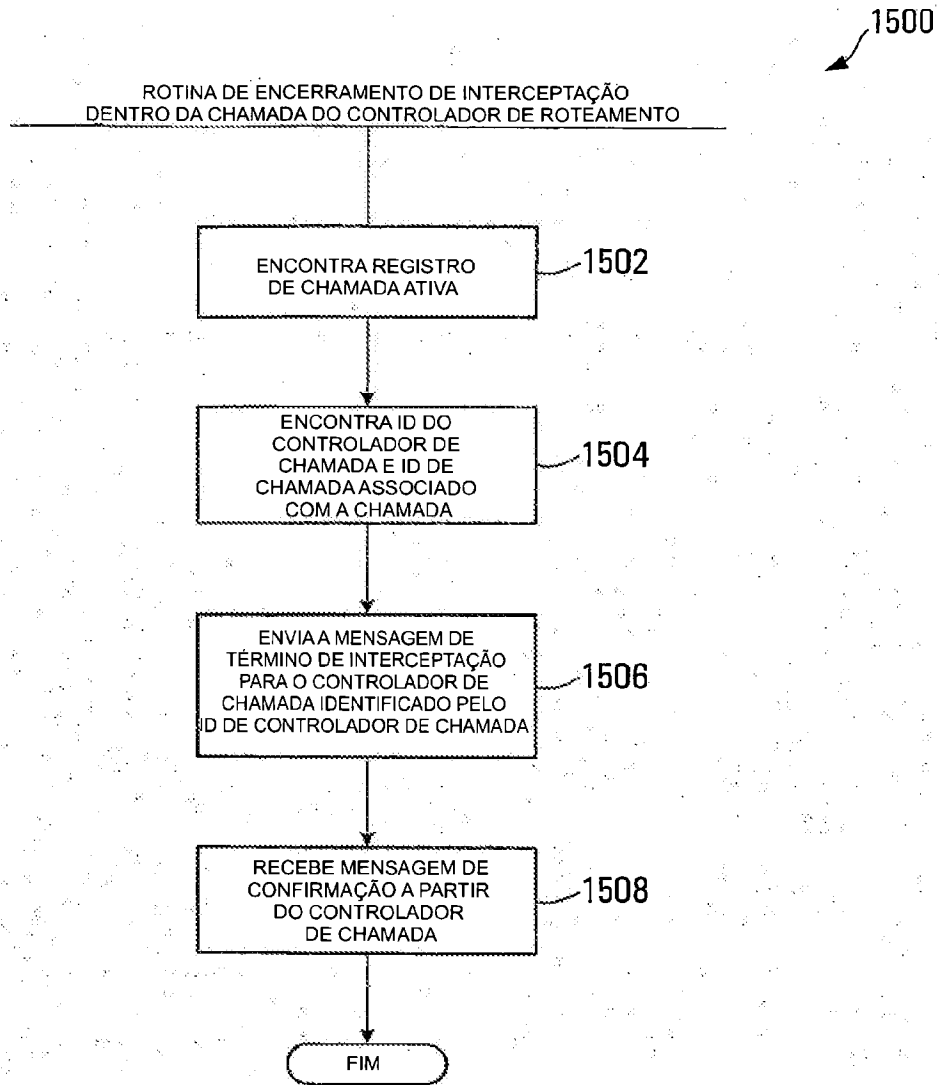 1500
ROTINA DE ENCERRAMENTO DE INTERCEPTAÇÃO
DENTRO DA CHAMADA DO CONTROLADOR DE ROTEAMENTO
ENCONTRA REGISTRO
DE CHAMADA ATIVA
1502
ENCONTRA ID DO
CONTROLADOR DE
CHAMADA E ID DE
CHAMADA ASSOCIADO
COM A CHAMADA
1504
ENVIA A MENSAGEM DE
TÉRMINO DE INTERCEPTAÇÃO
PARA O CONTROLADOR DE
CHAMADA IDENTIFICADO PELO
ID DE CONTROLADOR DE CHAMADA
1506
RECEBE MENSAGEM DE
CONFIRMAÇÃO A PARTIR
DO CONTROLADOR
DE CHAMADA
1508
FIM